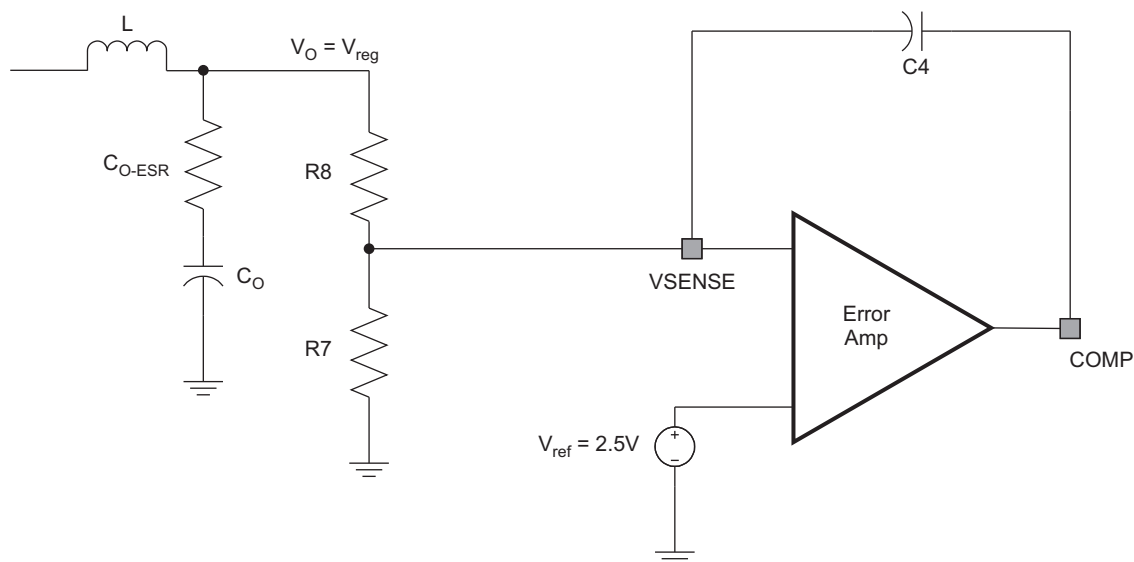 L
V_O = V_reg
C4
C_O-ESR
R8
C_O
VSENSE
R7
Error
Amp
COMP
V_ref = 2.5V
+
−